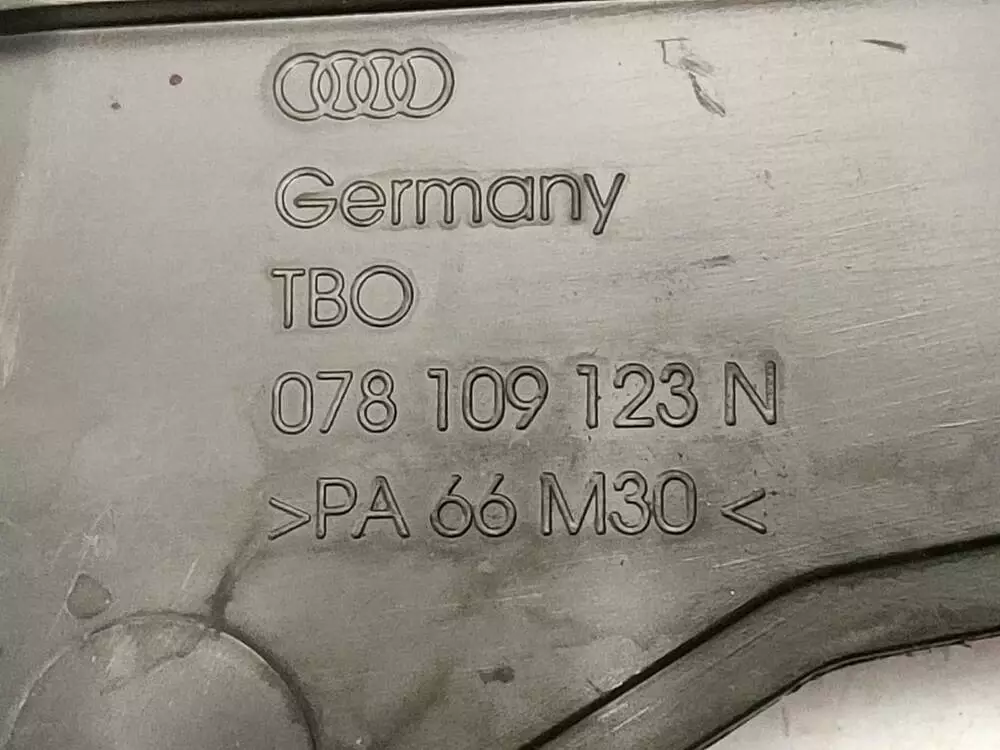 Germany
TBO
078 109 123 N
>PA 66 M30<